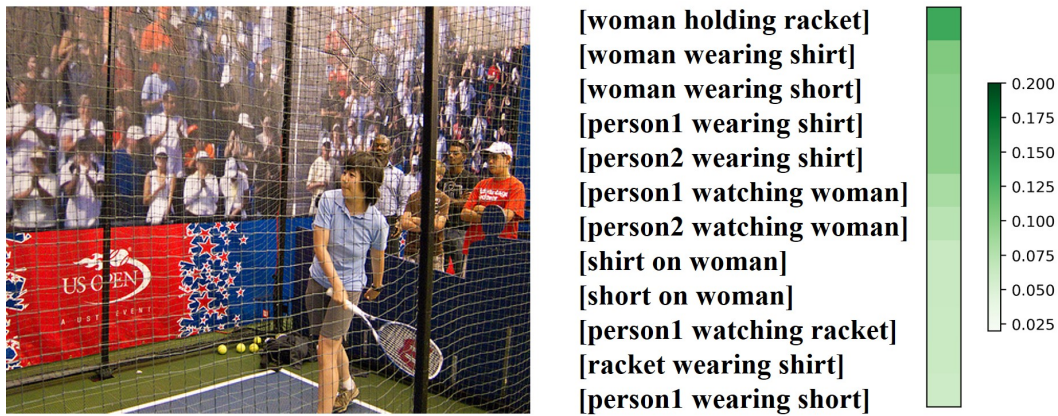 US OPEN
A USTA EVENT
[woman holding racket]
[woman wearing shirt]
[woman wearing short]
[person1 wearing shirt]
[person2 wearing shirt]
[person1 watching woman]
[person2 watching woman]
[shirt on woman]
[short on woman]
[person1 watching racket]
[racket wearing shirt]
[person1 wearing short]
0.200
0.175
0.150
0.125
0.100
0.075
0.050
0.025